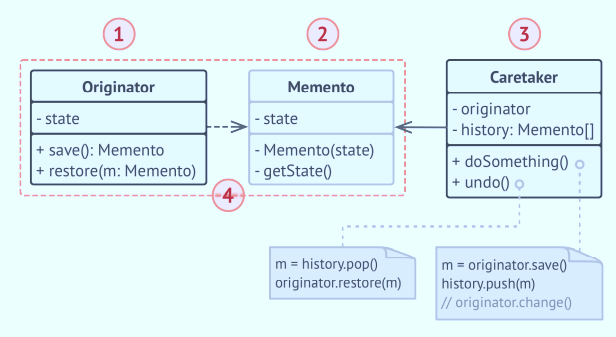 1
2
3
Originator
- state
+ save(): Memento
+ restore(m: Memento)
Memento
- state
- Memento(state)
- getState()
Caretaker
- originator
- history: Memento[]
+ doSomething()
+ undo()
4
m = history.pop()
originator.restore(m)
m = originator.save()
history.push(m)
// originator.change()